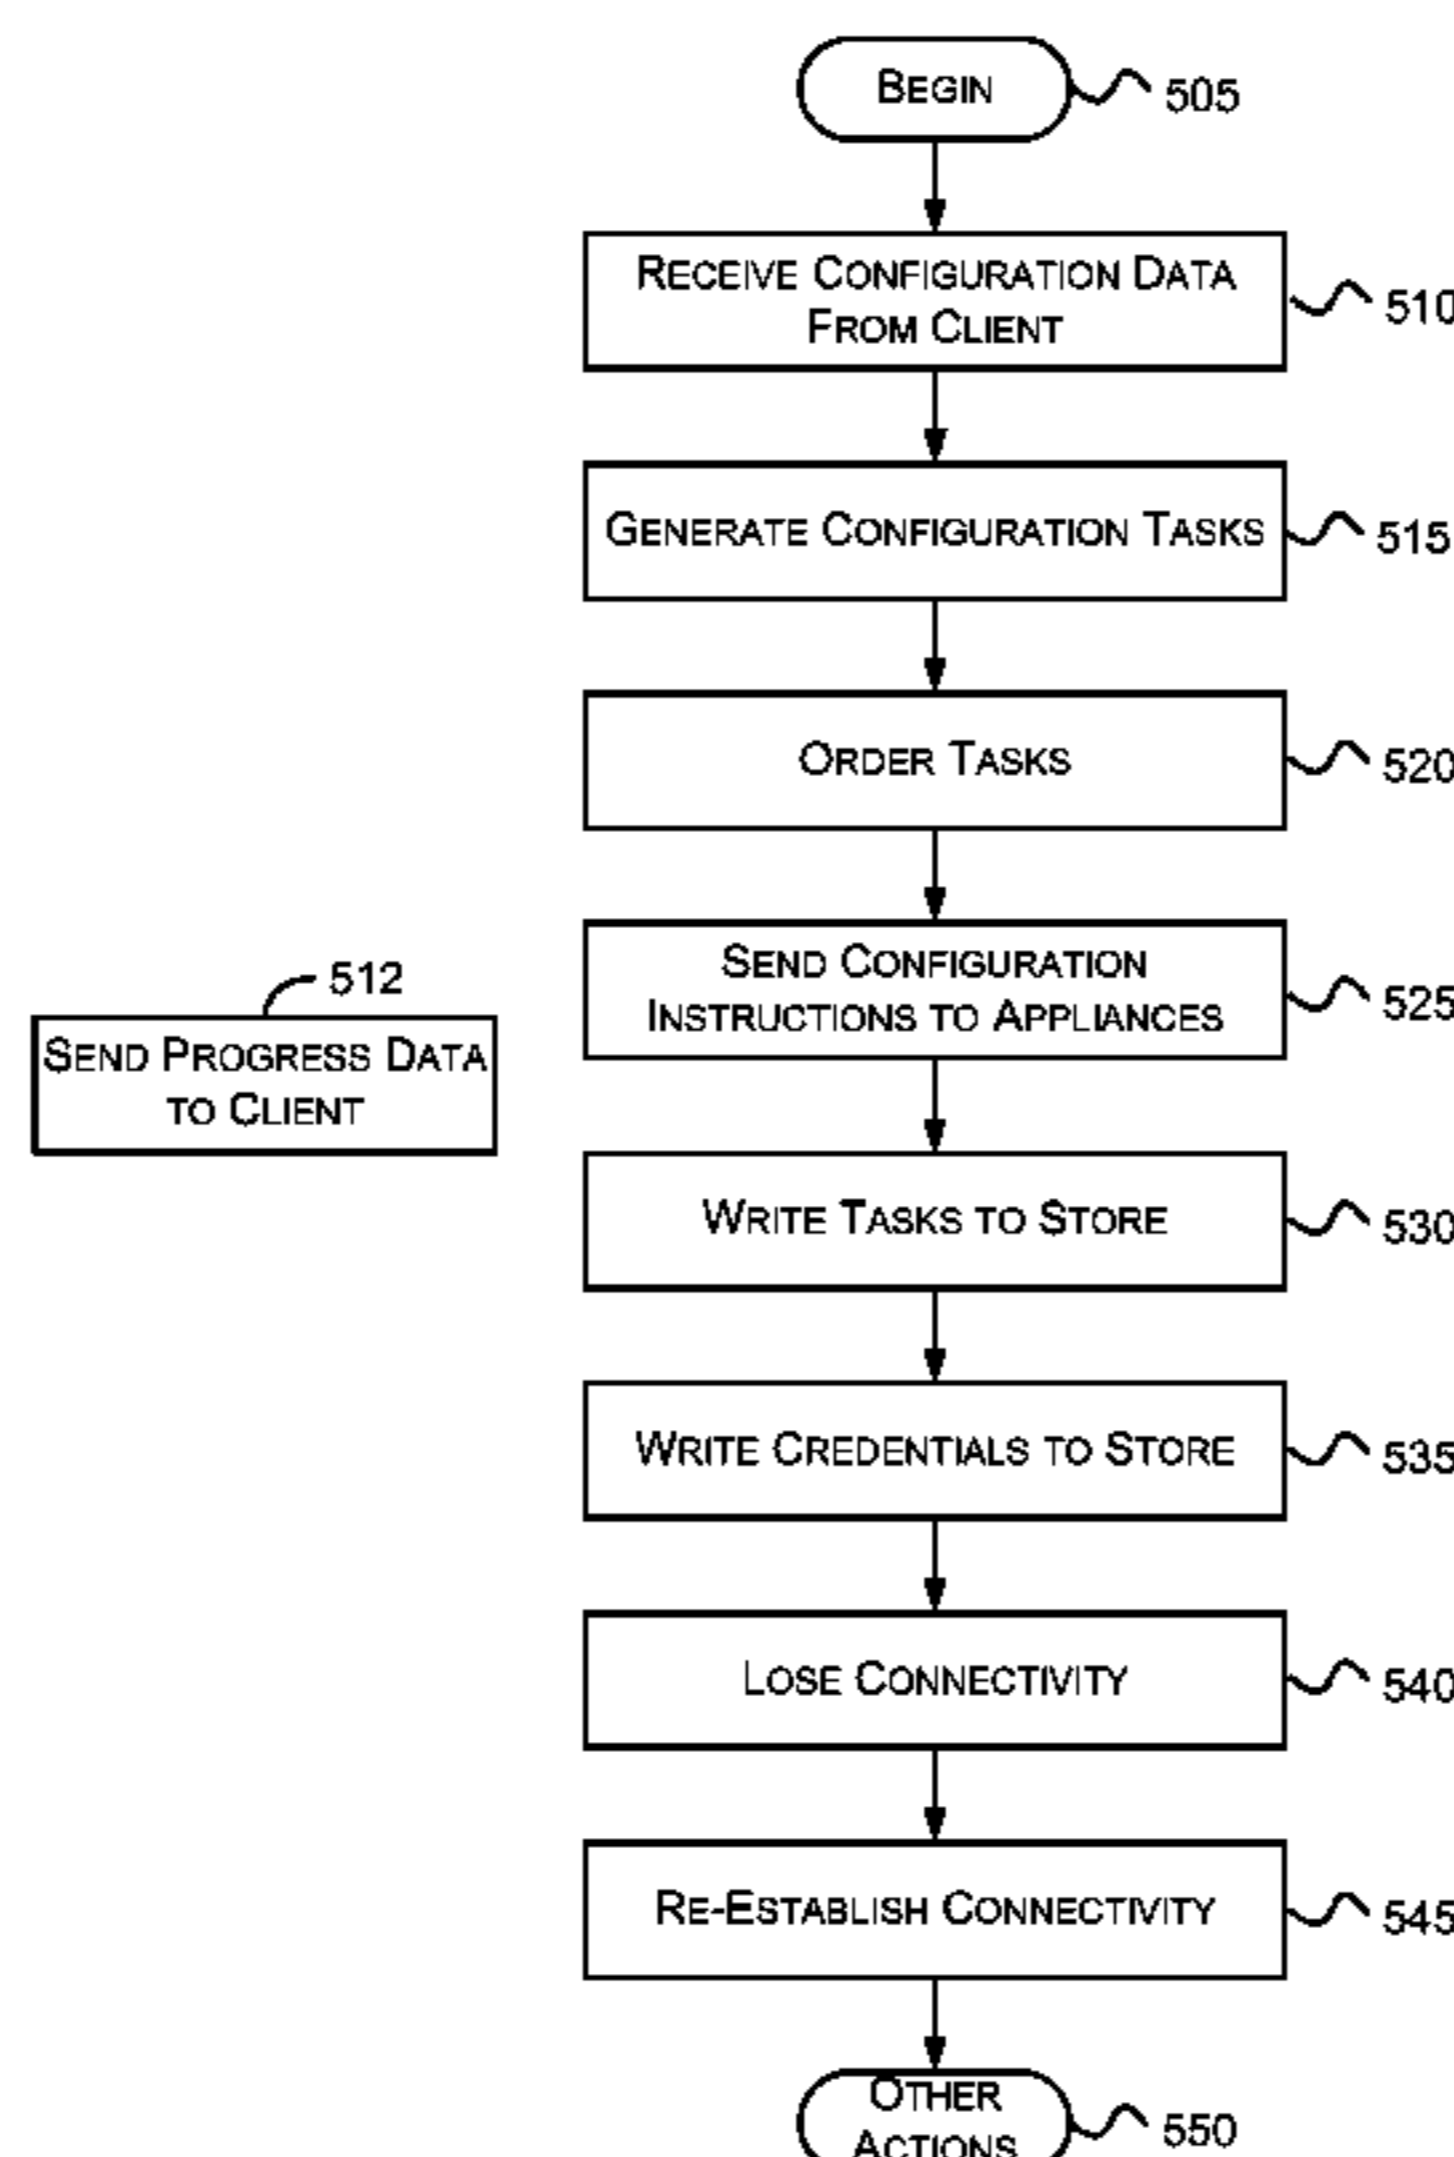 BEGIN
505
RECEIVE CONFIGURATION DATA
FROM CLIENT
510
GENERATE CONFIGURATION TASKS
515
ORDER TASKS
520
SEND CONFIGURATION
INSTRUCTIONS TO APPLIANCES
525
512
SEND PROGRESS DATA
TO CLIENT
WRITE TASKS TO STORE
530
WRITE CREDENTIALS TO STORE
535
LOSE CONNECTIVITY
540
RE-ESTABLISH CONNECTIVITY
545
OTHER
ACTIONS
550